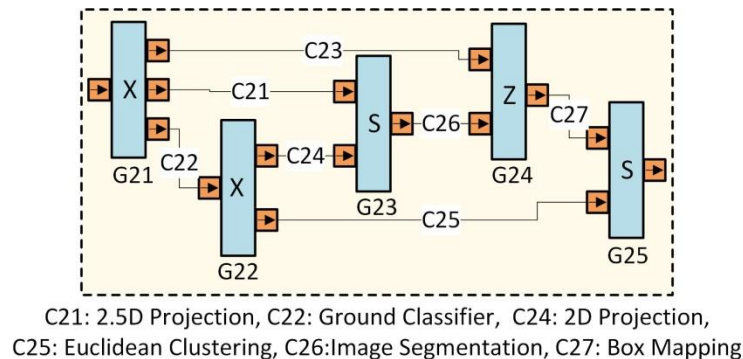 C23
X
C21
Z
S
C26
C27
C22
C24
G21
X
G24
S
G23
C25
G22
G25
C21: 2.5D Projection, C22: Ground Classifier, C24: 2D Projection,
C25: Euclidean Clustering, C26:Image Segmentation, C27: Box Mapping